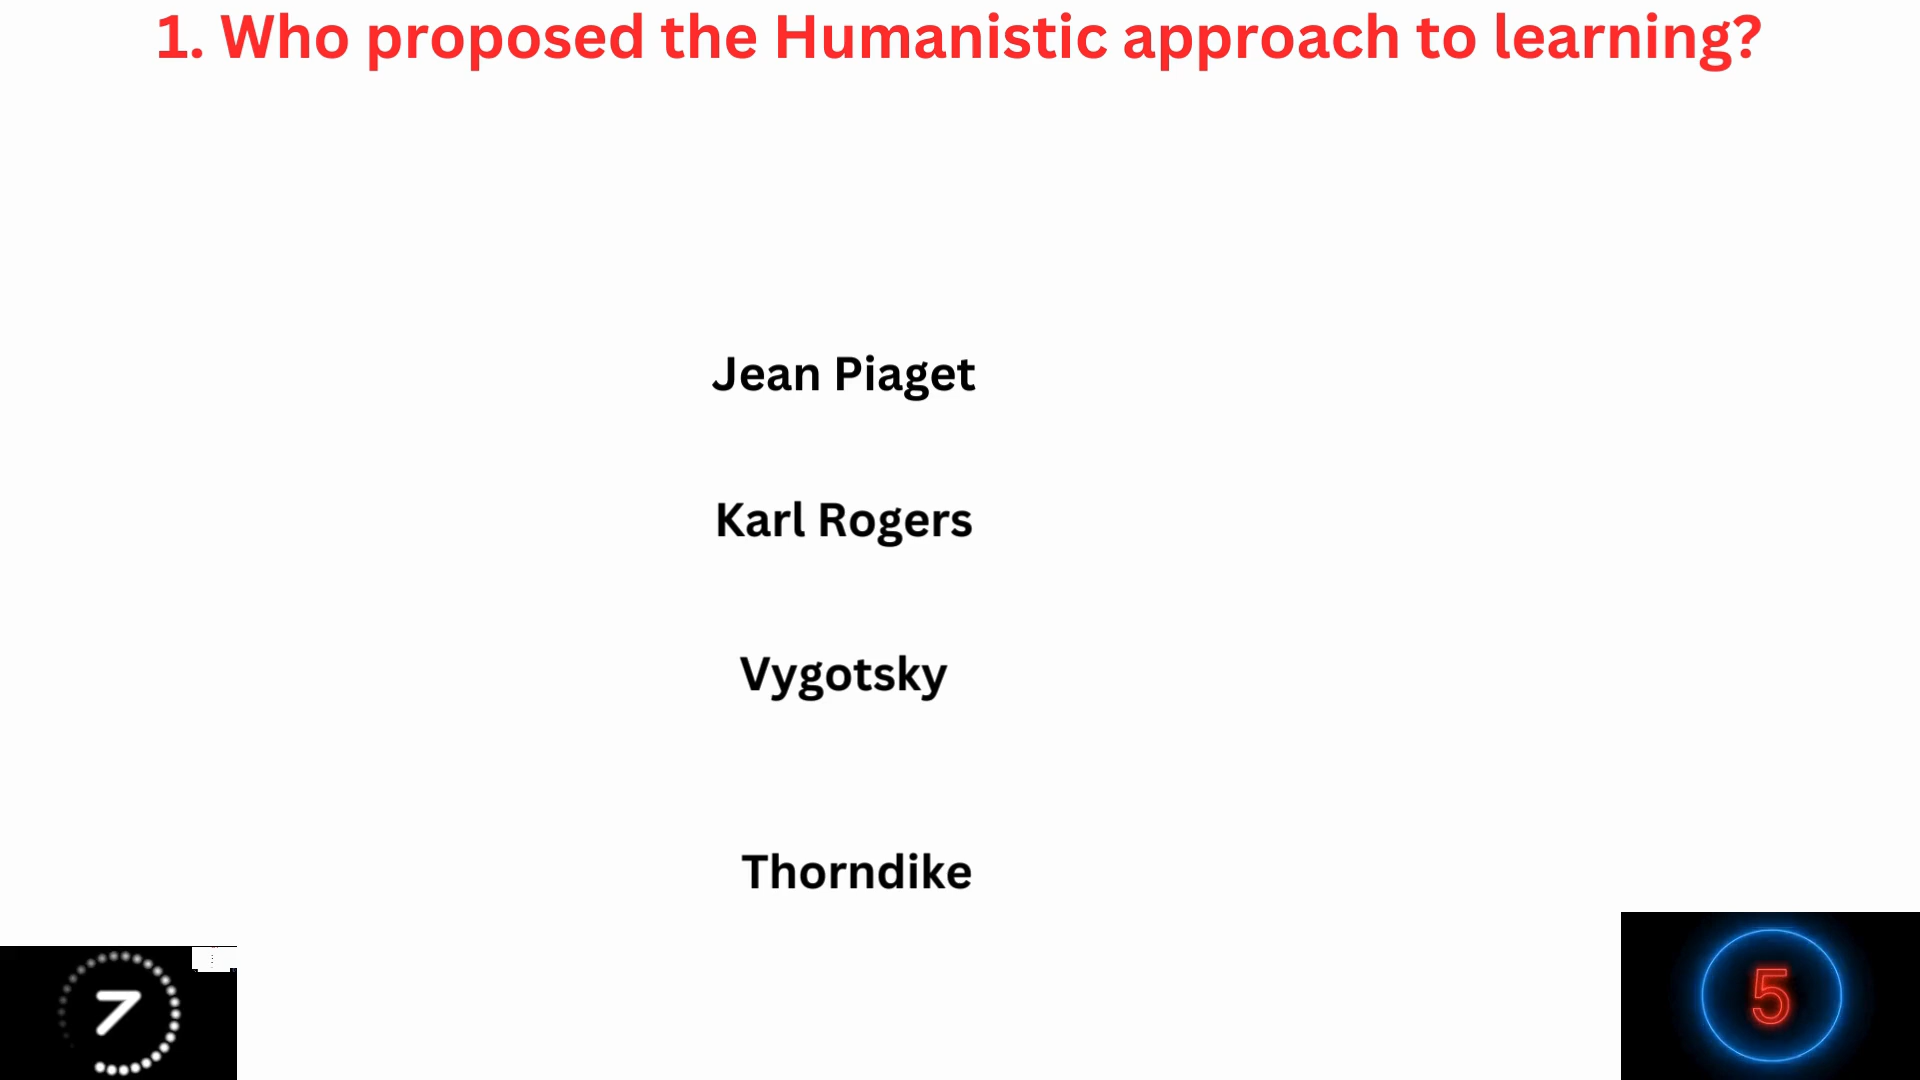 1. Who proposed the Humanistic approach to learning?
Jean Piaget
Karl Rogers
Vygotsky
Thorndike
7
5